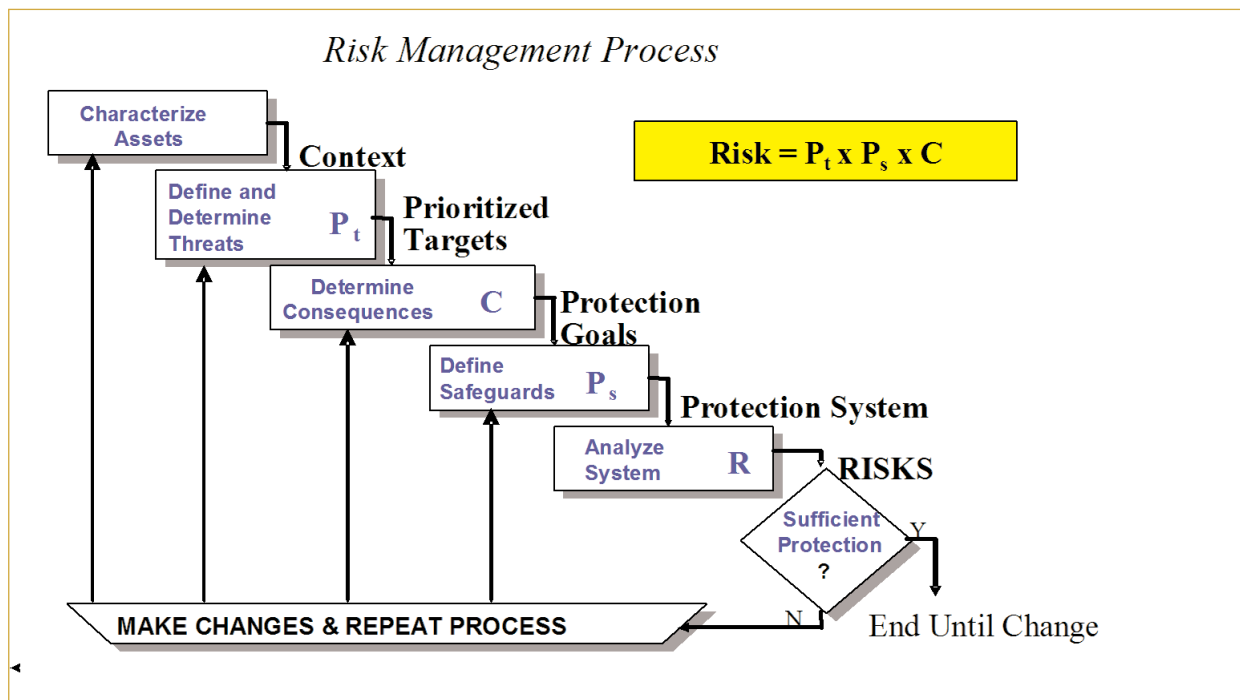 Risk Management Process
Characterize
Assets
Context
Risk = Pt x Ps x C
Define and
Determine
Threats
Pt
Prioritized
Targets
Determine
Consequences
C
Protection
Goals
Define
Safeguards
Ps
Protection System
Analyze
System
R
RISKS
Sufficient
Protection
?
Y
N
End Until Change
MAKE CHANGES & REPEAT PROCESS